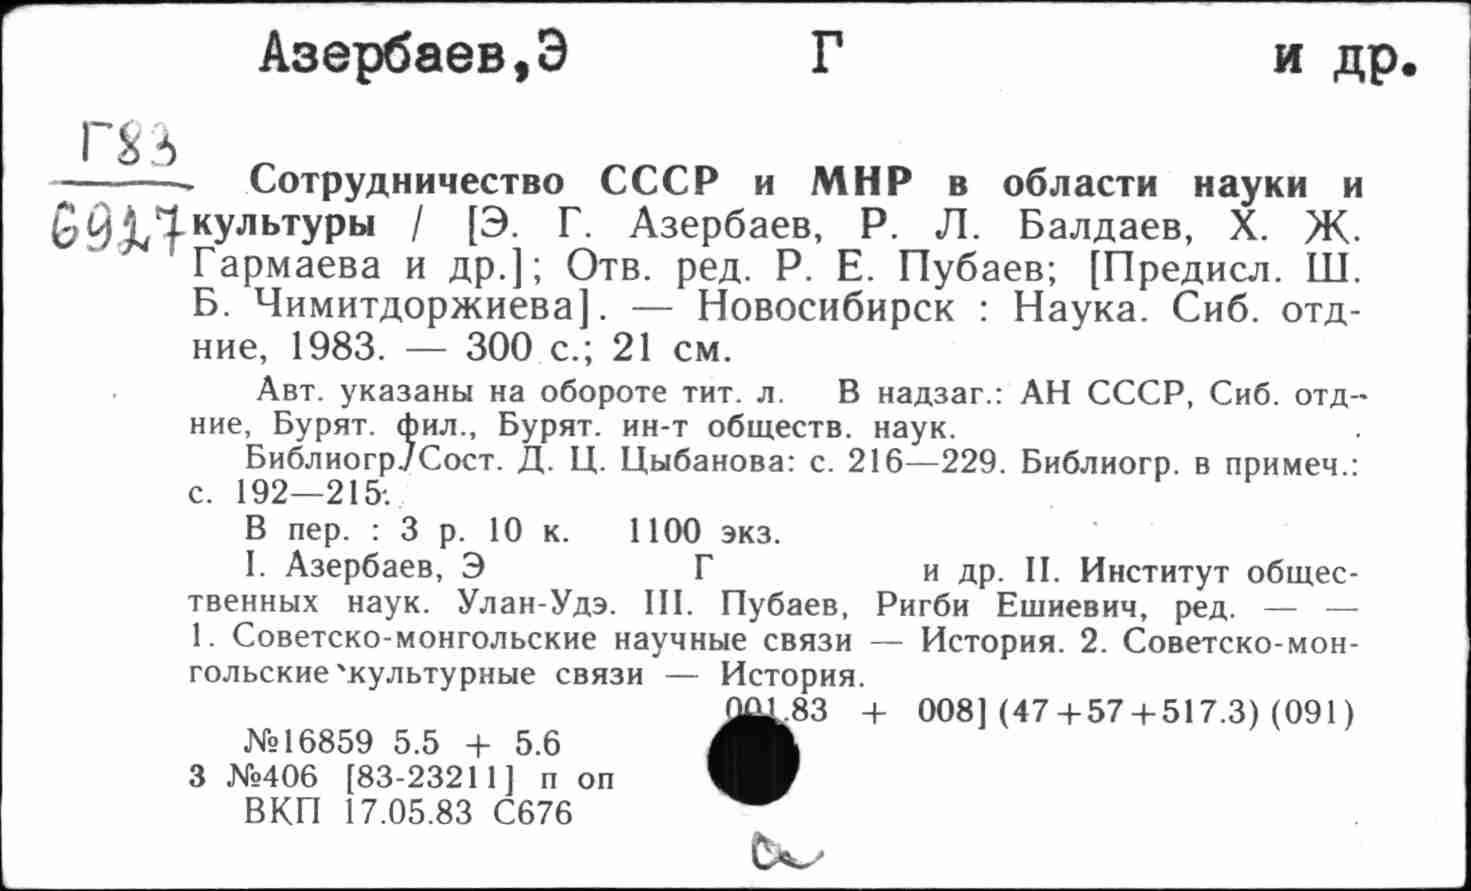 Азербаев,Э Г и др.
Г83
6927
Сотрудничество СССР и МНР в области науки и
культуры / [Э. Г. Азербаев, Р. Л. Балдаев, Х. Ж.
Гармаева и др.]; Отв. ред. Р. Е. Пубаев; [Предисл. Ш.
Б. Чимитдоржиева]. — Новосибирск : Наука. Сиб. отд-
ние, 1983. — 300 с.; 21 см.
Авт. указаны на обороте тит. л. В надзаг.: АН СССР, Сиб. отд-
ние, Бурят. фил., Бурят. ин-т обществ. наук.
Библиогр./Сост. Д. Ц. Цыбанова: с. 216—229. Библиогр. в примеч.:
с. 192—215.
В пер. : 3 р. 10 к. 1100 экз.
I. Азербаев, Э Г и др. II. Институт общес-
твенных наук. Улан-Удэ. III. Пубаев, Ригби Ешиевич, ред. — —
1. Советско-монгольские научные связи — История. 2. Советско-мон-
гольские культурные связи — История.
001.83 + 008] (47+57+517.3) (091)
№16859 5.5 + 5.6
3 №406 [83-23211] п оп
ВКП 17.05.83 С676